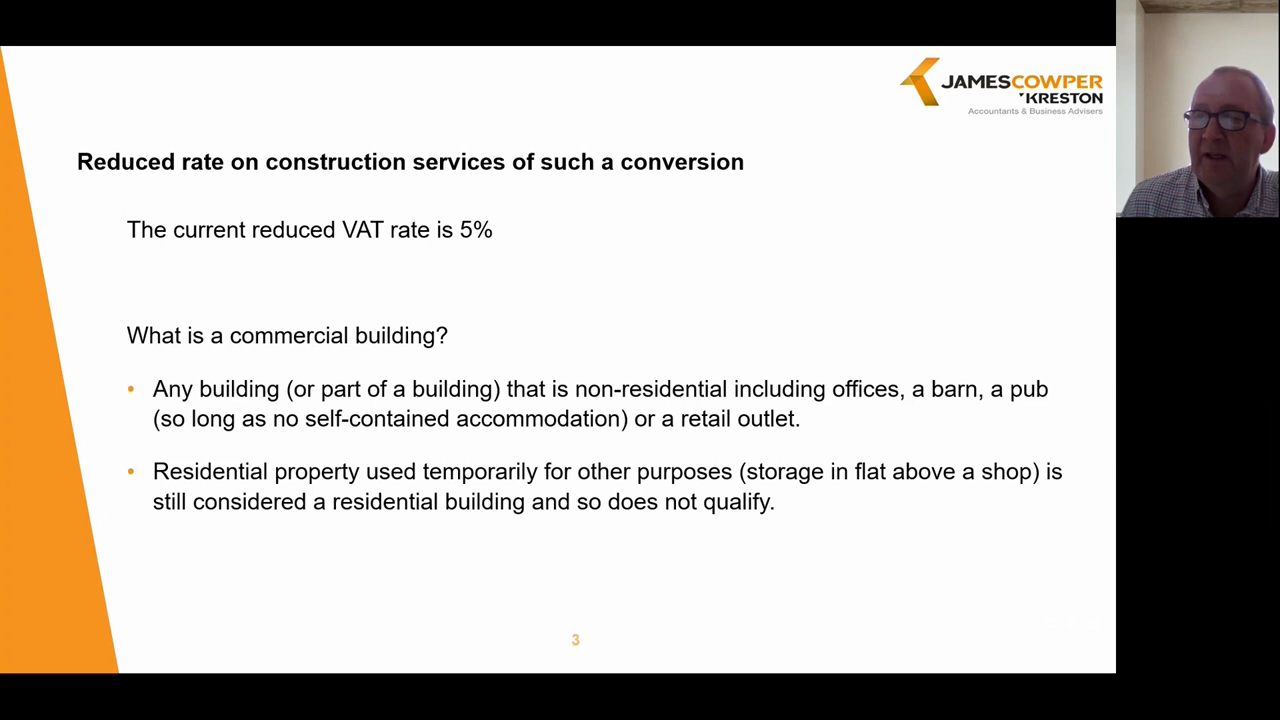 JAMESCOWPER
KRESTON
Accountants & Business Advisers
Reduced rate on construction services of such a conversion
The current reduced VAT rate is 5%
What is a commercial building?
• Any building (or part of a building) that is non-residential including offices, a barn, a pub
(so long as no self-contained accommodation) or a retail outlet.
• Residential property used temporarily for other purposes (storage in flat above a shop) is
still considered a residential building and so does not qualify.
3